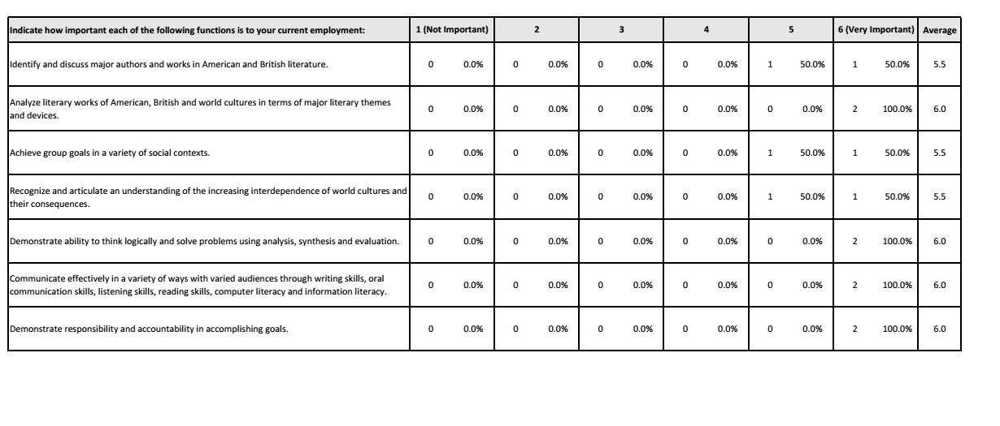 Indicate how important each of the following functions is to your current employment: 1 (Not Important) 2 3 4 5 6 (Very Important) Average
Identify and discuss major authors and works in American and British literature. 0 0.0% 0 0.0% 0 0.0% 0 0.0% 1 50.0% 1 50.0% 5.5
Analyze literary works of American, British and world cultures in terms of major literary themes
and devices. 0 0.0% 0 0.0% 0 0.0% 0 0.0% 0 0.0% 2 100.0% 6.0
Achieve group goals in a variety of social contexts. 0 0.0% 0 0.0% 0 0.0% 0 0.0% 1 50.0% 1 50.0% 5.5
Recognize and articulate an understanding of the increasing interdependence of world cultures and
their consequences. 0 0.0% 0 0.0% 0 0.0% 0 0.0% 1 50.0% 1 50.0% 5.5
Demonstrate ability to think logically and solve problems using analysis, synthesis and evaluation. 0 0.0% 0 0.0% 0 0.0% 0 0.0% 0 0.0% 2 100.0% 6.0
Communicate effectively in a variety of ways with varied audiences through writing skills, oral
communication skills, listening skills, reading skills, computer literacy and information literacy. 0 0.0% 0 0.0% 0 0.0% 0 0.0% 0 0.0% 2 100.0% 6.0
Demonstrate responsibility and accountability in accomplishing goals. 0 0.0% 0 0.0% 0 0.0% 0 0.0% 0 0.0% 2 100.0% 6.0